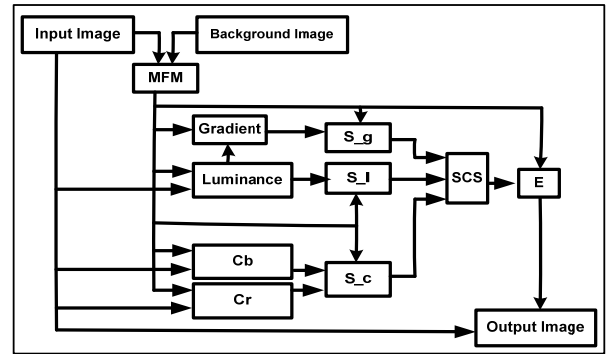 Input Image
Background Image
MFM
Gradient
S_g
Luminance
S_l
SCS
E
Cb
S_c
Cr
Output Image